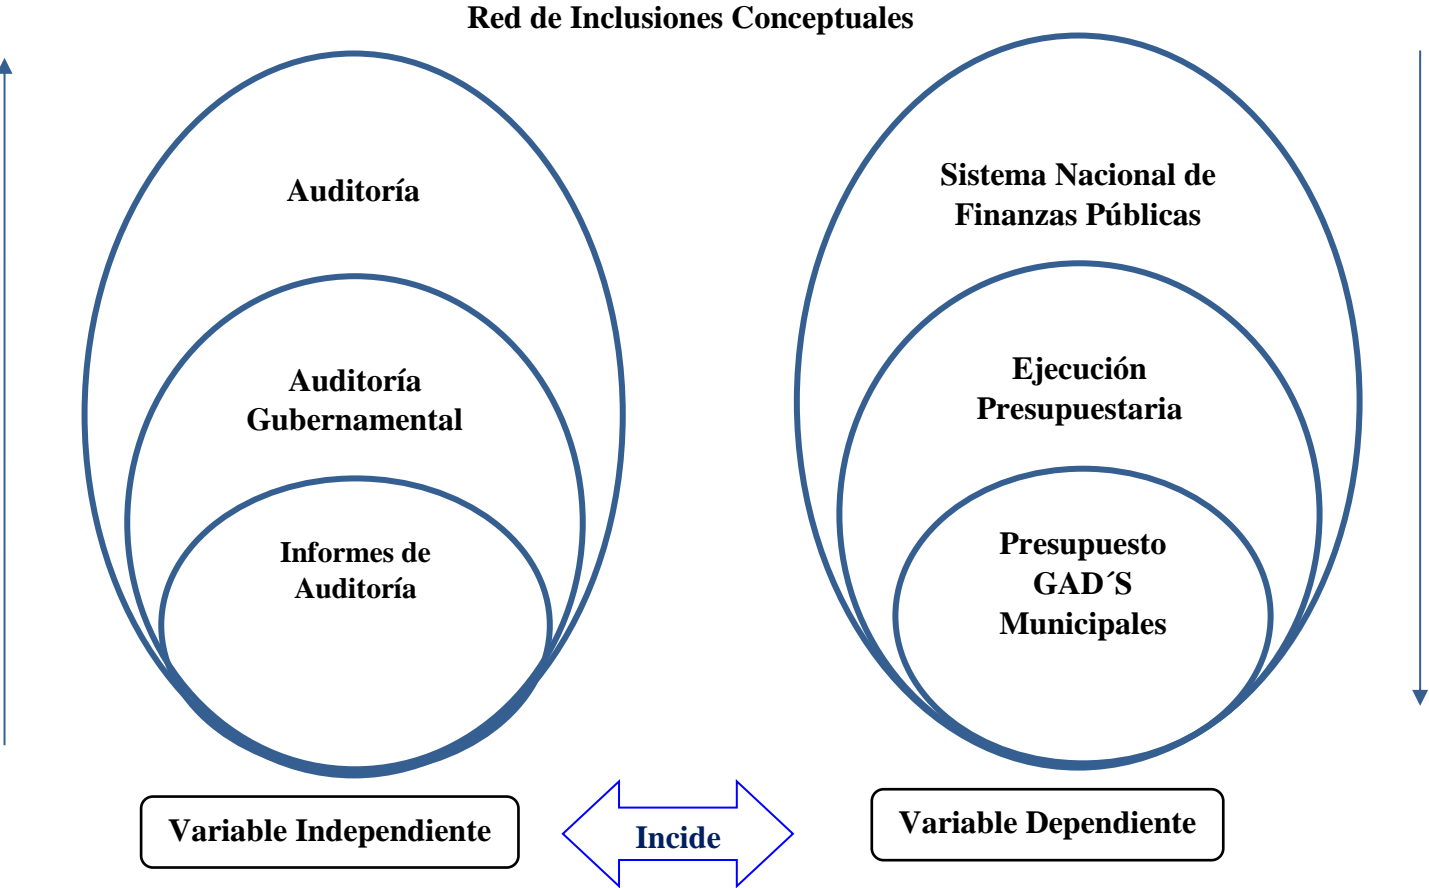 Red de Inclusiones Conceptuales
Auditoría
Auditoría
Gubernamental
Informes de
Auditoría
Variable Independiente
Incide
Sistema Nacional de
Finanzas Públicas
Ejecución
Presupuestaria
Presupuesto
GAD´S
Municipales
Variable Dependiente